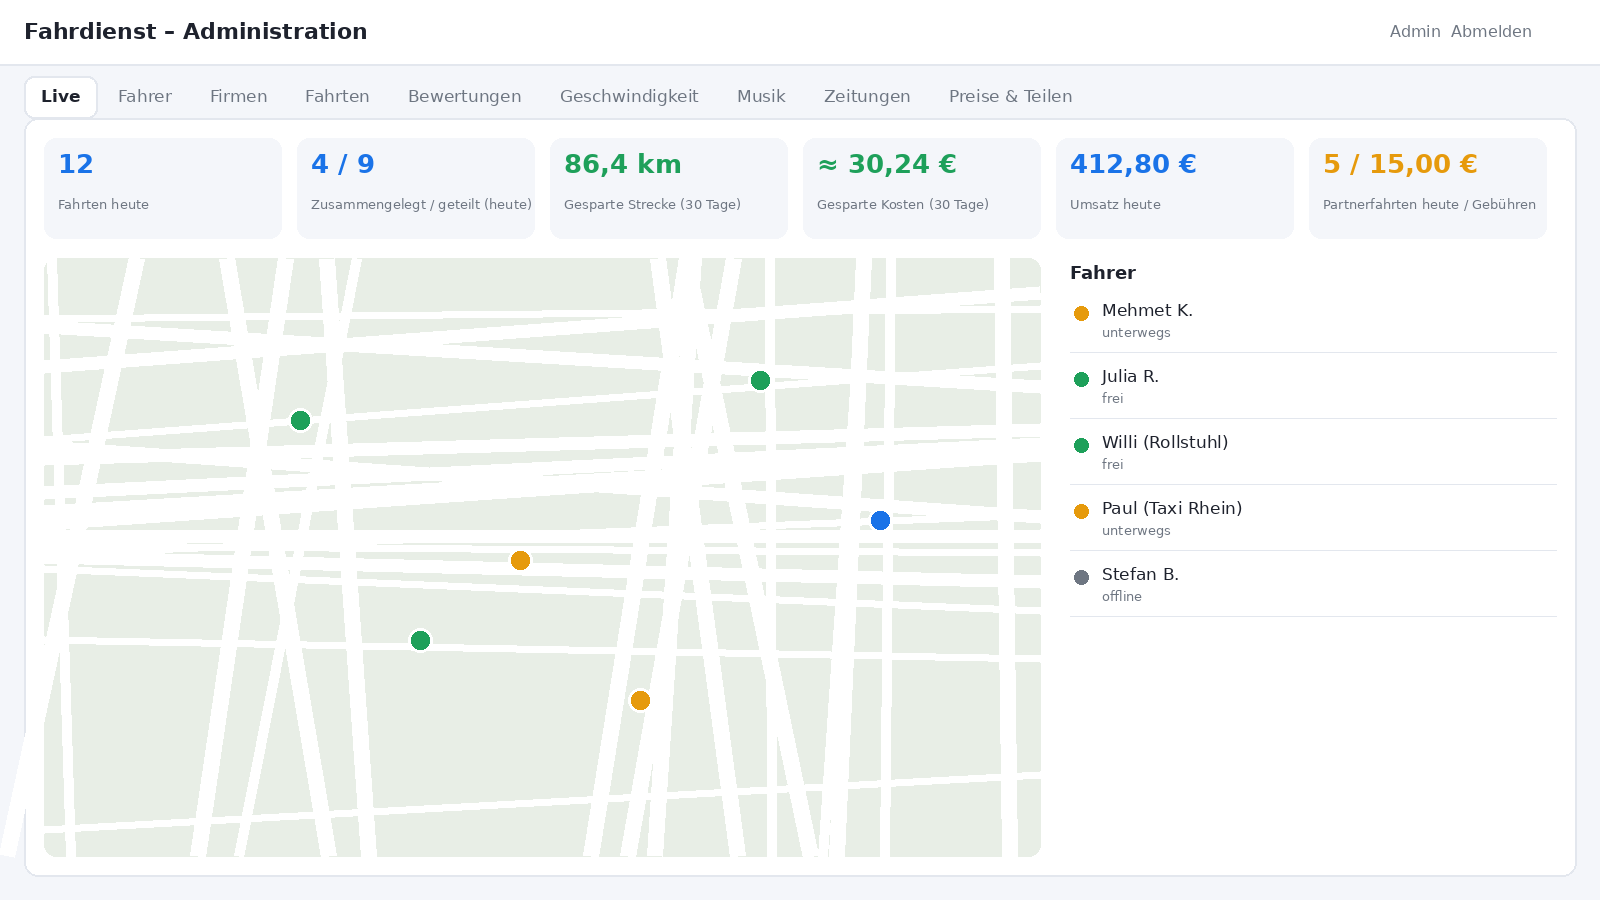 Fahrdienst – Administration
Admin Abmelden
Live Fahrer Firmen Fahrten Bewertungen Geschwindigkeit Musik Zeitungen Preise & Teilen
12
Fahrten heute
4 / 9
Zusammengelegt / geteilt (heute)
86,4 km
Gesparte Strecke (30 Tage)
≈ 30,24 €
Gesparte Kosten (30 Tage)
412,80 €
Umsatz heute
5 / 15,00 €
Partnerfahrten heute / Gebühren
Fahrer
Mehmet K.
unterwegs
Julia R.
frei
Willi (Rollstuhl)
frei
Paul (Taxi Rhein)
unterwegs
Stefan B.
offline